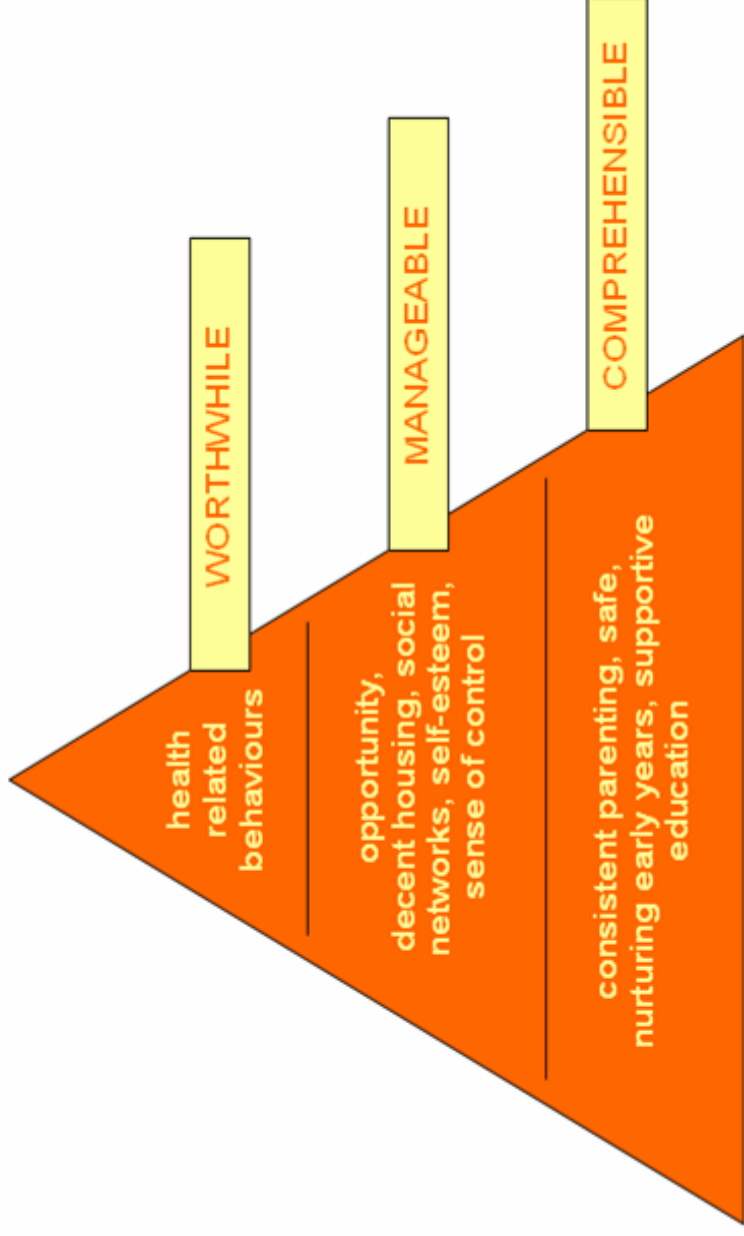 WORTHWHILE
health
related
behaviours
MANAGEABLE
opportunity,
decent housing, social
networks, self-esteem,
sense of control
COMPREHENSIBLE
consistent parenting, safe,
nurturing early years, supportive
education